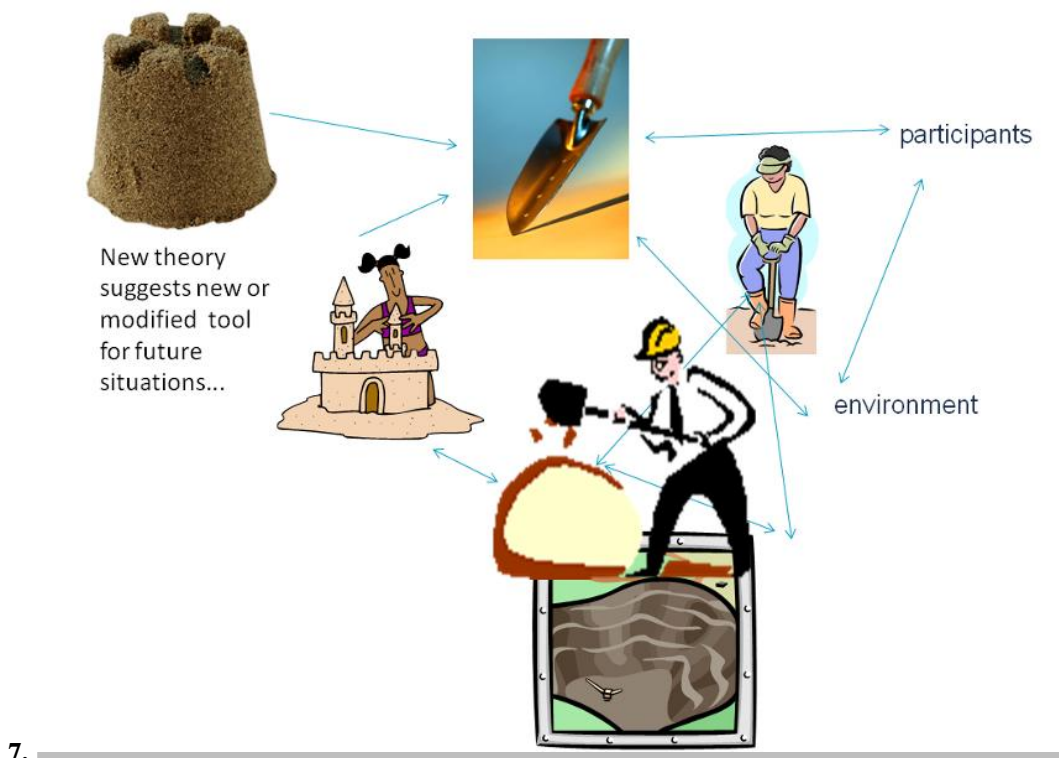 participants
New theory
suggests new or
modified tool
for future
situations...
environment
7.